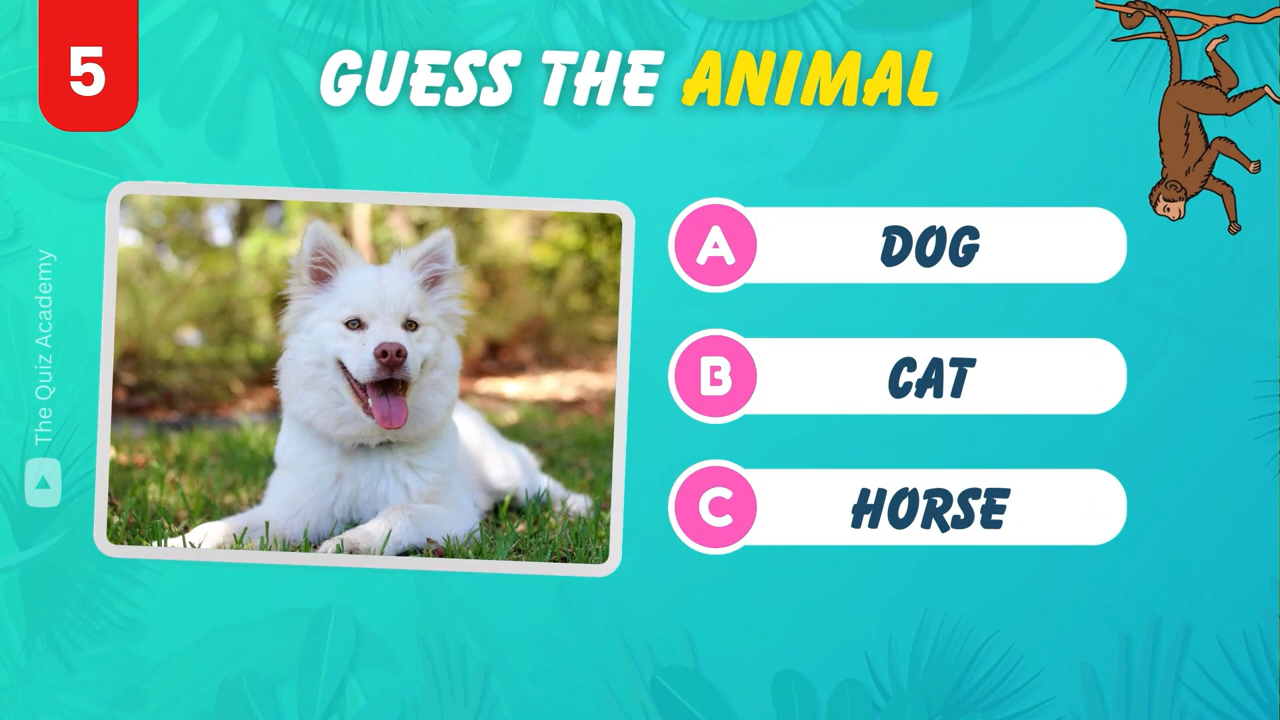 5
GUESS THE ANIMAL
The Quiz Academy
A DOG
B CAT
C HORSE